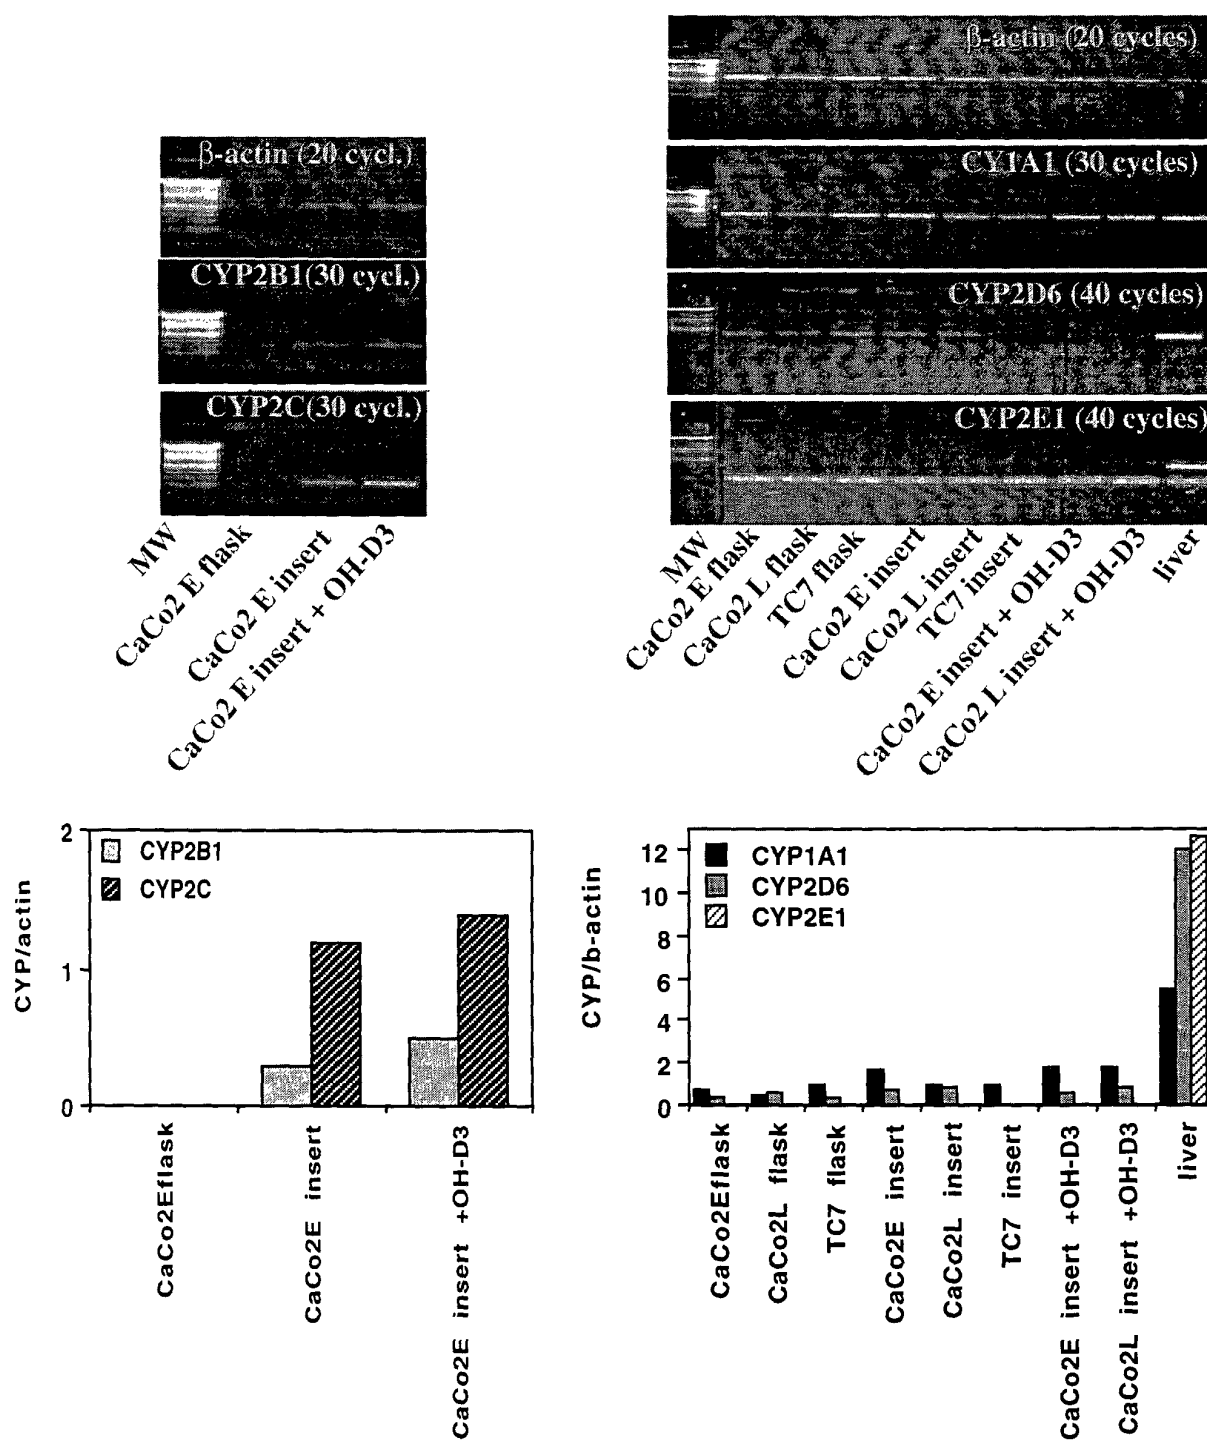 β-actin (20 cycl.)
CYP2B1(30 cycl.)
CYP2C(30 cycl.)
MW
CaCo2 E flask
CaCo2 E insert
CaCo2 E insert + OH-D3
β-actin (20 cycles)
CY1A1 (30 cycles)
CYP2D6 (40 cycles)
CYP2E1 (40 cycles)
MW
CaCo2 E flask
CaCo2 L flask
TC7 flask
CaCo2 E insert
CaCo2 L insert
TC7 insert
CaCo2 E insert + OH-D3
CaCo2 L insert + OH-D3
liver
CYP/actin
2
1
0
CYP2B1
CYP2C
CaCo2Eflask
CaCo2E insert
CaCo2E insert +OH-D3
CYP/b-actin
12
10
8
6
4
2
0
CYP1A1
CYP2D6
CYP2E1
CaCo2Eflask
CaCo2L flask
TC7 flask
CaCo2E insert
CaCo2L insert
TC7 insert
CaCo2E insert +OH-D3
CaCo2L insert +OH-D3
liver